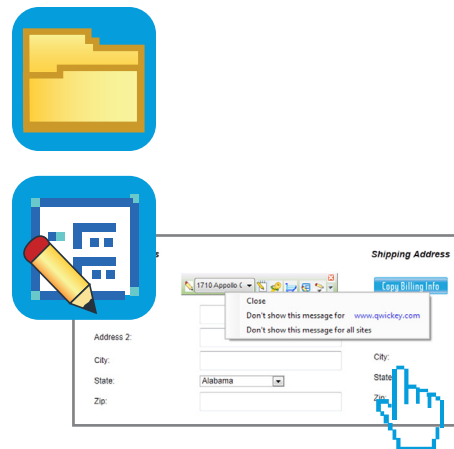 s
Shipping Address
1710 Appollo (
Copy Billing Info
Close
Don't show this message for www.qwickey.com
Don't show this message for all sites
Address 2:
City:
City:
State:
Alabama
State
Zip:
Zip: